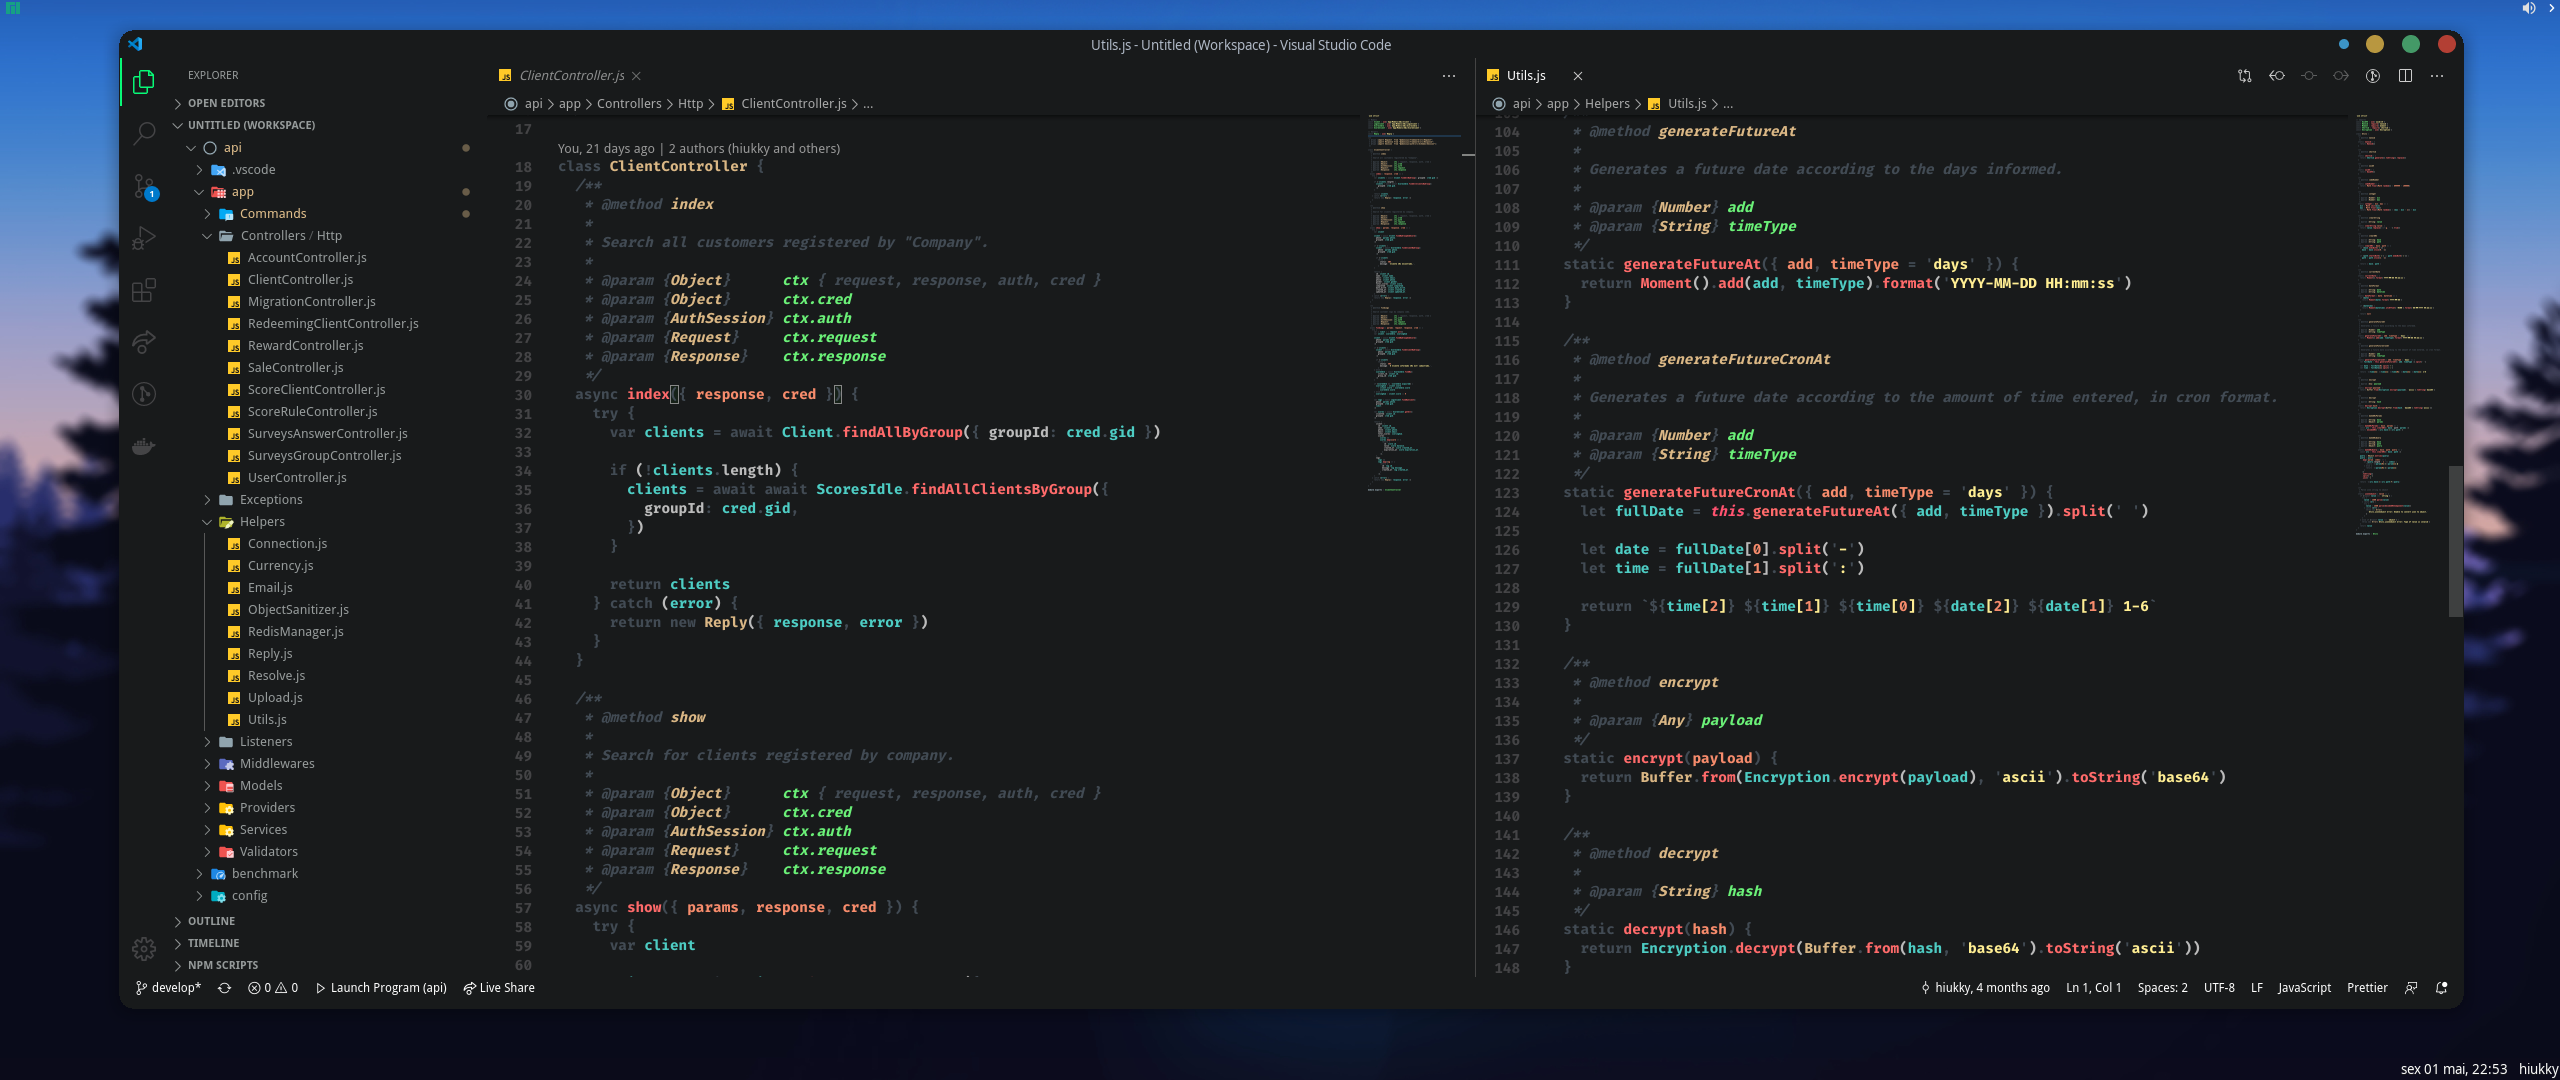 Utils.js - Untitled (Workspace) - Visual Studio Code
EXPLORER
OPEN EDITORS
UNTITLED (WORKSPACE)
api
.vscode
app
Commands
Controllers / Http
AccountController.js
ClientController.js
MigrationController.js
RedeemingClientController.js
RewardController.js
SaleController.js
ScoreClientController.js
ScoreRuleController.js
SurveysAnswerController.js
SurveysGroupController.js
UserController.js
Exceptions
Helpers
Connection.js
Currency.js
Email.js
ObjectSanitizer.js
RedisManager.js
Reply.js
Resolve.js
Upload.js
Utils.js
Listeners
Middlewares
Models
Providers
Services
Validators
benchmark
config
OUTLINE
TIMELINE
NPM SCRIPTS
1
ClientController.js
api > app > Controllers > Http > ClientController.js > ...
17
You, 21 days ago | 2 authors (hiukky and others)
18 class ClientController {
19 /**
20 * @method index
21 *
22 * Search all customers registered by "Company".
23 *
24 * @param {Object} ctx { request, response, auth, cred }
25 * @param {Object} ctx.cred
26 * @param {AuthSession} ctx.auth
27 * @param {Request} ctx.request
28 * @param {Response} ctx.response
29 */
30 async index({ response, cred }) {
31 try {
32 var clients = await Client.findAllByGroup({ groupId: cred.gid })
33
34 if (!clients.length) {
35 clients = await await ScoresIdle.findAllClientsByGroup({
36 groupId: cred.gid,
37 })
38 }
39
40 return clients
41 } catch (error) {
42 return new Reply({ response, error })
43 }
44 }
45
46 /**
47 * @method show
48 *
49 * Search for clients registered by company.
50 *
51 * @param {Object} ctx { request, response, auth, cred }
52 * @param {Object} ctx.cred
53 * @param {AuthSession} ctx.auth
54 * @param {Request} ctx.request
55 * @param {Response} ctx.response
56 */
57 async show({ params, response, cred }) {
58 try {
59 var client
60
Utils.js
api > app > Helpers > Utils.js > ...
104 * @method generateFutureAt
105 *
106 * Generates a future date according to the days informed.
107 *
108 * @param {Number} add
109 * @param {String} timeType
110 */
111 static generateFutureAt({ add, timeType = 'days' }) {
112 return Moment().add(add, timeType).format('YYYY-MM-DD HH:mm:ss')
113 }
114
115 /**
116 * @method generateFutureCronAt
117 *
118 * Generates a future date according to the amount of time entered, in cron format.
119 *
120 * @param {Number} add
121 * @param {String} timeType
122 */
123 static generateFutureCronAt({ add, timeType = 'days' }) {
124 let fullDate = this.generateFutureAt({ add, timeType }).split(' ')
125
126 let date = fullDate[0].split('-')
127 let time = fullDate[1].split(':')
128
129 return `${time[2]} ${time[1]} ${time[0]} ${date[2]} ${date[1]} 1-6`
130 }
131
132 /**
133 * @method encrypt
134 *
135 * @param {Any} payload
136 */
137 static encrypt(payload) {
138 return Buffer.from(Encryption.encrypt(payload), 'ascii').toString('base64')
139 }
140
141 /**
142 * @method decrypt
143 *
144 * @param {String} hash
145 */
146 static decrypt(hash) {
147 return Encryption.decrypt(Buffer.from(hash, 'base64').toString('ascii'))
148 }
develop* 0 0 Launch Program (api) Live Share
hiukky, 4 months ago Ln 1, Col 1 Spaces: 2 UTF-8 LF JavaScript Prettier
sex 01 mai, 22:53 hiukky